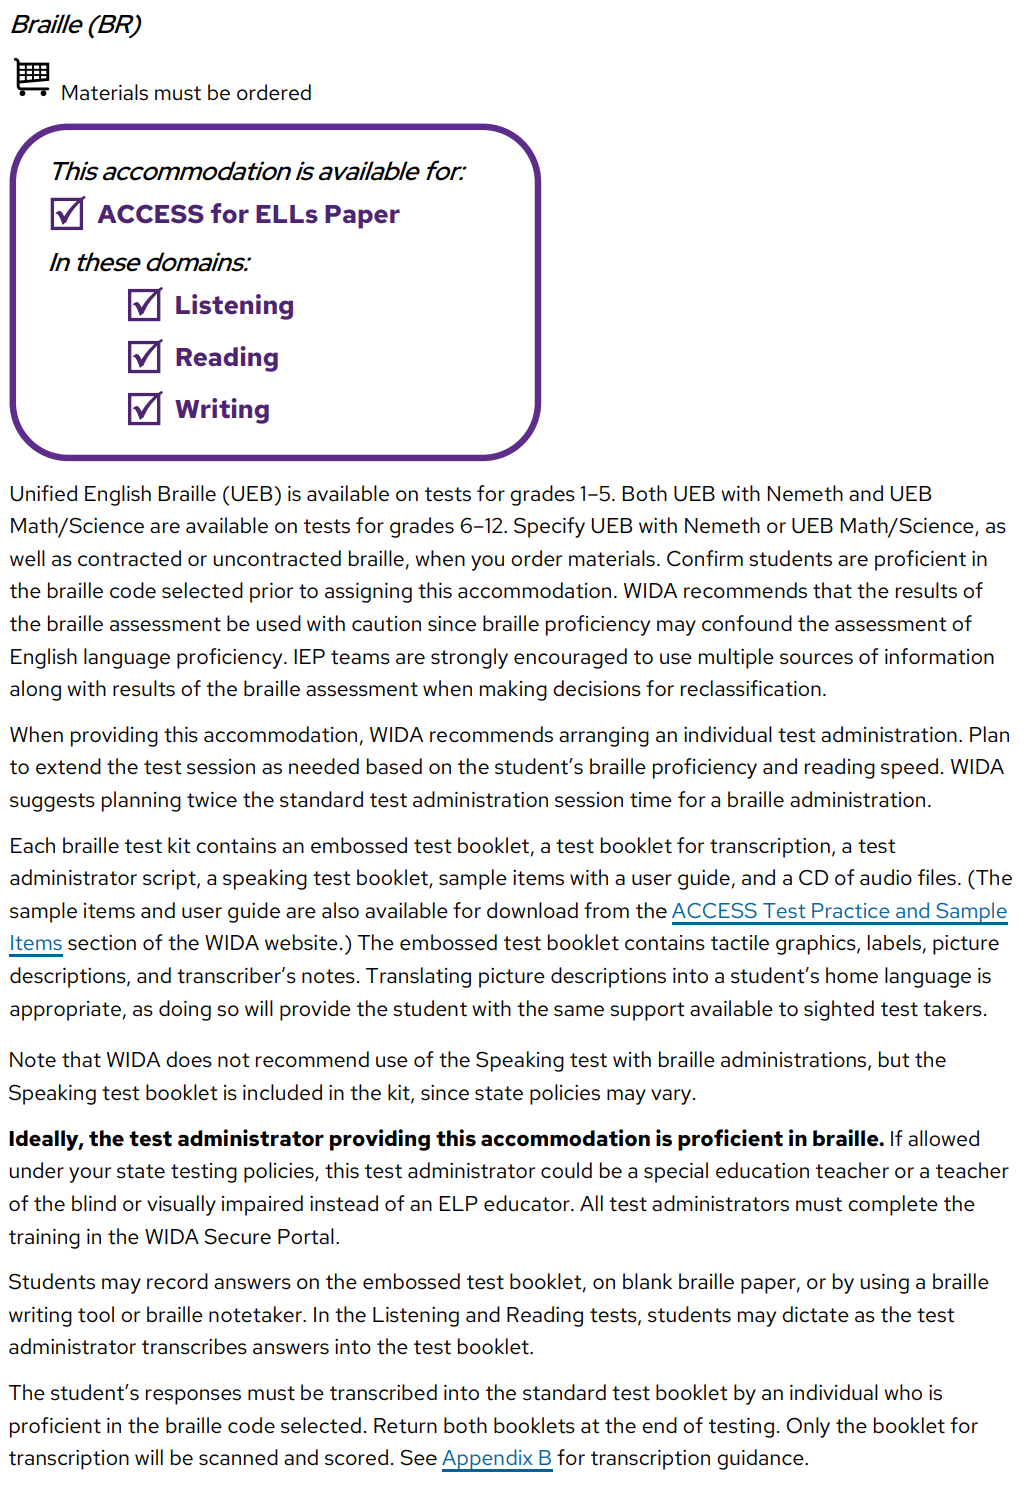 Braille (BR)
Materials must be ordered
This accommodation is available for:
ACCESS for ELLs Paper
In these domains:
Listening
Reading
Writing
Unified English Braille (UEB) is available on tests for grades 1–5. Both UEB with Nemeth and UEB
Math/Science are available on tests for grades 6–12. Specify UEB with Nemeth or UEB Math/Science, as
well as contracted or uncontracted braille, when you order materials. Confirm students are proficient in
the braille code selected prior to assigning this accommodation. WIDA recommends that the results of
the braille assessment be used with caution since braille proficiency may confound the assessment of
English language proficiency. IEP teams are strongly encouraged to use multiple sources of information
along with results of the braille assessment when making decisions for reclassification.
When providing this accommodation, WIDA recommends arranging an individual test administration. Plan
to extend the test session as needed based on the student’s braille proficiency and reading speed. WIDA
suggests planning twice the standard test administration session time for a braille administration.
Each braille test kit contains an embossed test booklet, a test booklet for transcription, a test
administrator script, a speaking test booklet, sample items with a user guide, and a CD of audio files. (The
sample items and user guide are also available for download from the ACCESS Test Practice and Sample
Items section of the WIDA website.) The embossed test booklet contains tactile graphics, labels, picture
descriptions, and transcriber’s notes. Translating picture descriptions into a student’s home language is
appropriate, as doing so will provide the student with the same support available to sighted test takers.
Note that WIDA does not recommend use of the Speaking test with braille administrations, but the
Speaking test booklet is included in the kit, since state policies may vary.
Ideally, the test administrator providing this accommodation is proficient in braille. If allowed
under your state testing policies, this test administrator could be a special education teacher or a teacher
of the blind or visually impaired instead of an ELP educator. All test administrators must complete the
training in the WIDA Secure Portal.
Students may record answers on the embossed test booklet, on blank braille paper, or by using a braille
writing tool or braille notetaker. In the Listening and Reading tests, students may dictate as the test
administrator transcribes answers into the test booklet.
The student’s responses must be transcribed into the standard test booklet by an individual who is
proficient in the braille code selected. Return both booklets at the end of testing. Only the booklet for
transcription will be scanned and scored. See Appendix B for transcription guidance.